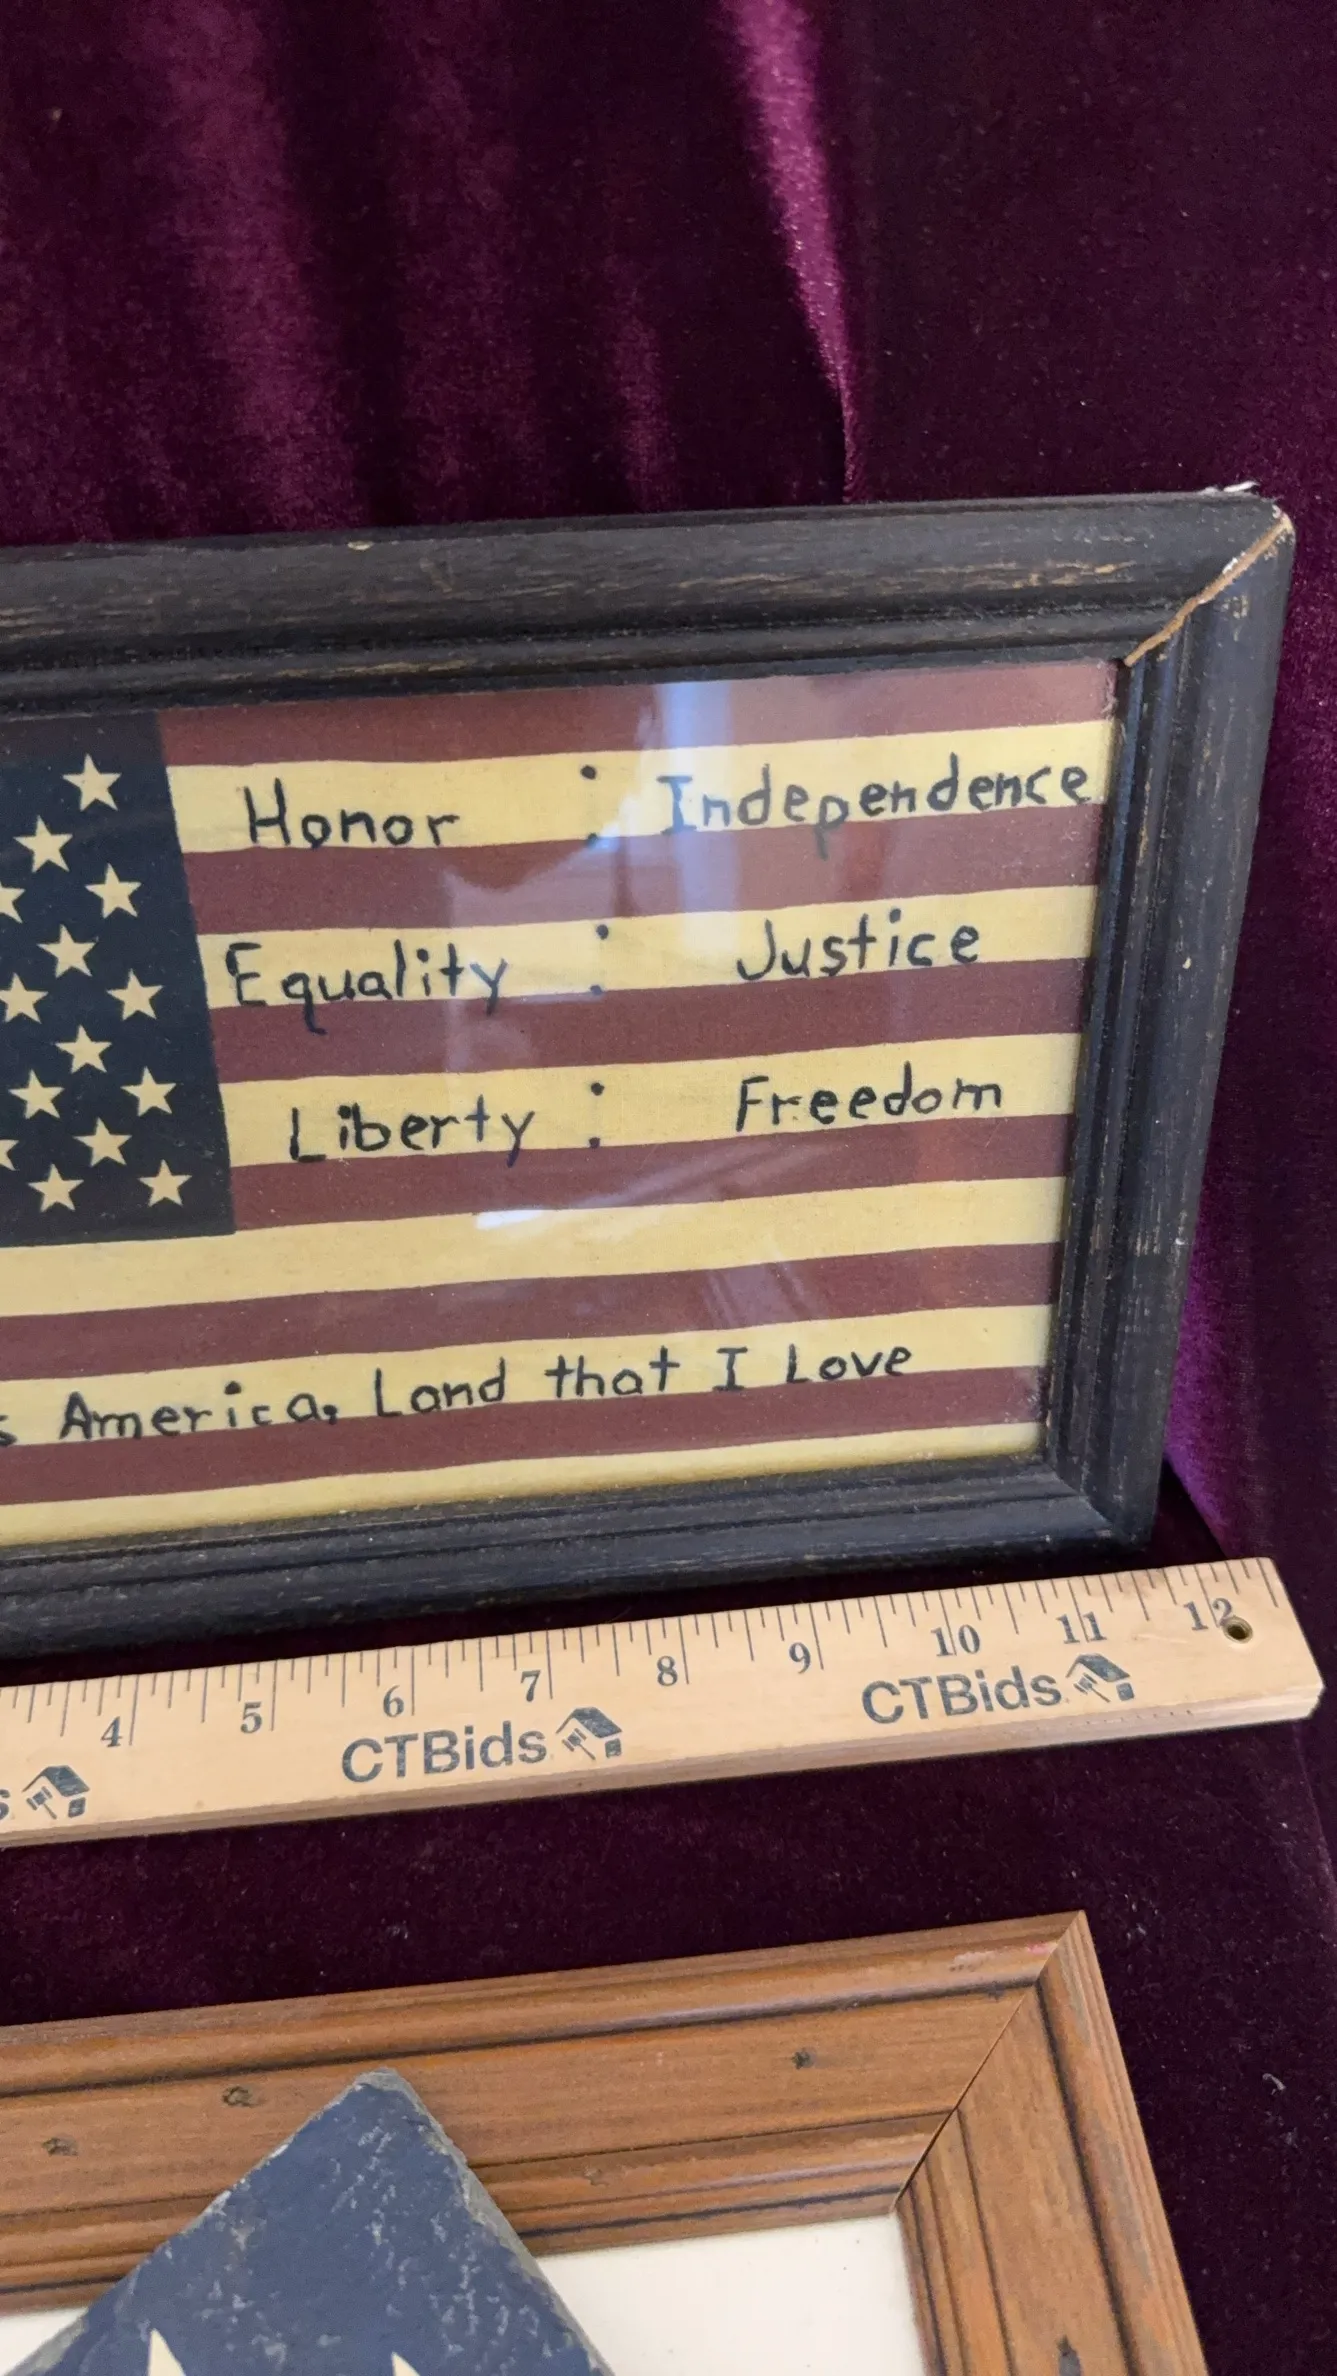 Honor : Independence
Equality : Justice
Liberty : Freedom
s America, Land that I Love
4 5 6 7 8 9 10 11 12
s CTBids CTBids